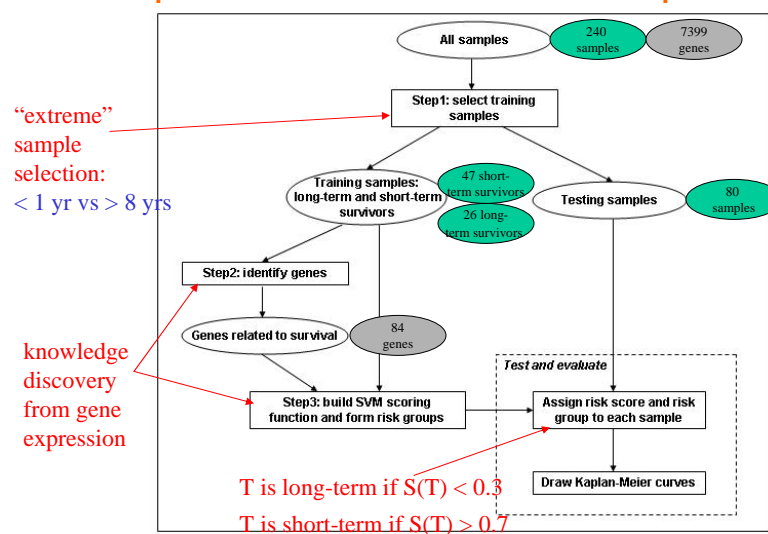 All samples
240
samples
7399
genes
Step1: select training
samples
"extreme"
sample
selection:
< 1 yr vs > 8 yrs
Training samples:
long-term and short-term
survivors
47 short-
term survivors
26 long-
term survivors
Testing samples
80
samples
Step2: identify genes
Genes related to survival
84
genes
knowledge
discovery
from gene
expression
Step3: build SVM scoring
function and form risk groups
Test and evaluate
Assign risk score and risk
group to each sample
Draw Kaplan-Meier curves
T is long-term if S(T) < 0.3
T is short-term if S(T) > 0.7